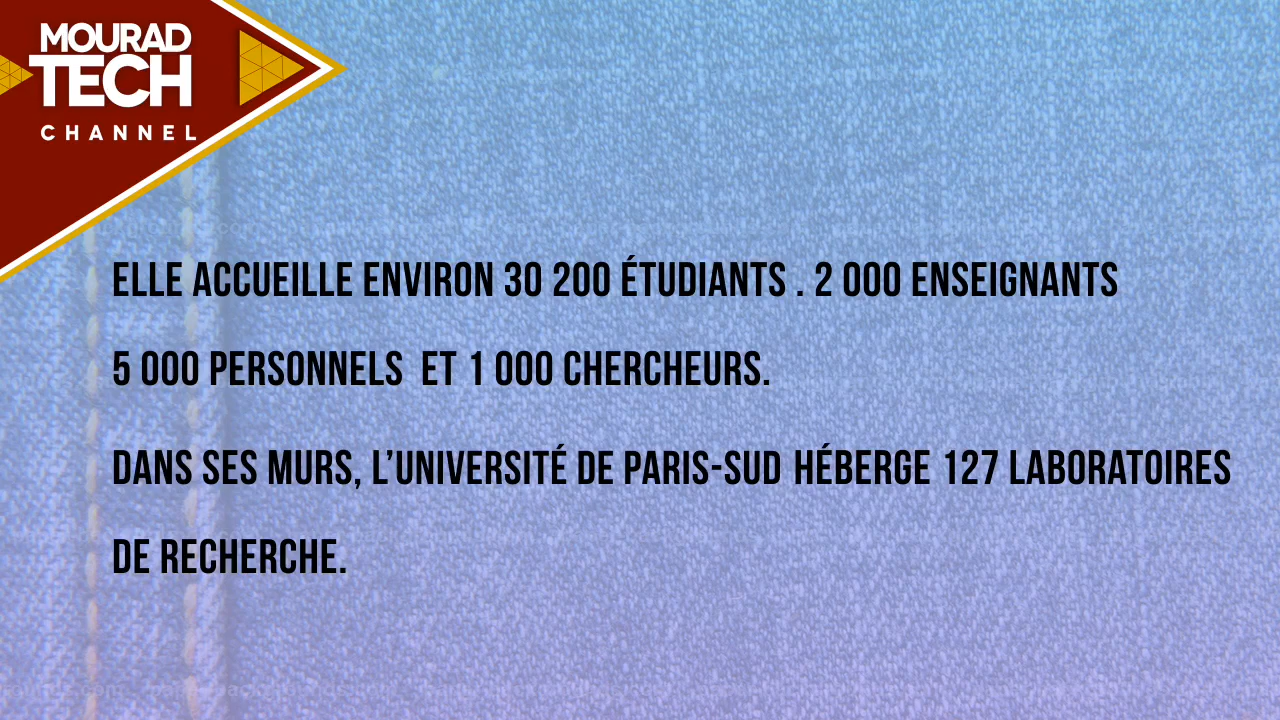 MOURAD
TECH
CHANNEL
ELLE ACCUEILLE ENVIRON 30 200 ÉTUDIANTS . 2 000 ENSEIGNANTS
5 000 PERSONNELS ET 1 000 CHERCHEURS.
DANS SES MURS, L’UNIVERSITÉ DE PARIS-SUD HÉBERGE 127 LABORATOIRES
DE RECHERCHE.